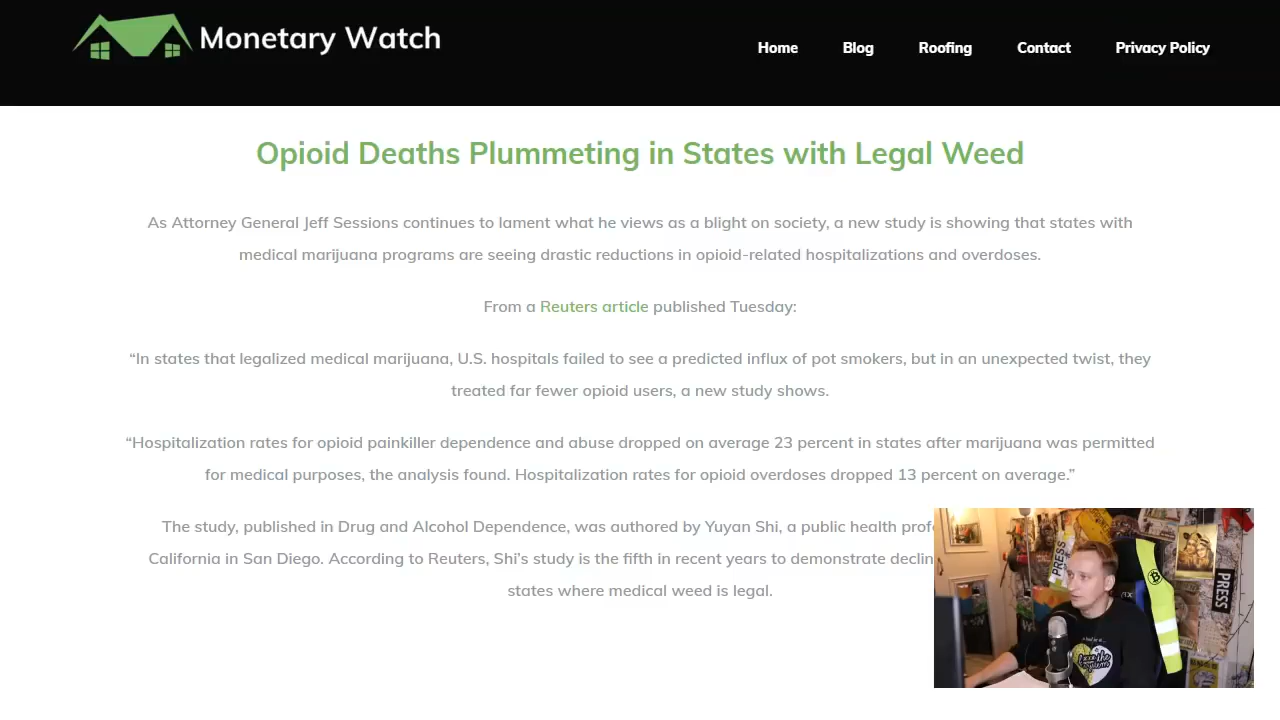 Monetary Watch
Home Blog Roofing Contact Privacy Policy
Opioid Deaths Plummeting in States with Legal Weed
As Attorney General Jeff Sessions continues to lament what he views as a blight on society, a new study is showing that states with
medical marijuana programs are seeing drastic reductions in opioid-related hospitalizations and overdoses.
From a Reuters article published Tuesday:
“In states that legalized medical marijuana, U.S. hospitals failed to see a predicted influx of pot smokers, but in an unexpected twist, they
treated far fewer opioid users, a new study shows.
“Hospitalization rates for opioid painkiller dependence and abuse dropped on average 23 percent in states after marijuana was permitted
for medical purposes, the analysis found. Hospitalization rates for opioid overdoses dropped 13 percent on average.”
The study, published in Drug and Alcohol Dependence, was authored by Yuyan Shi, a public health
California in San Diego. According to Reuters, Shi’s study is the fifth in recent years to demonstrate
states where medical weed is legal.
PRESS
PRESS